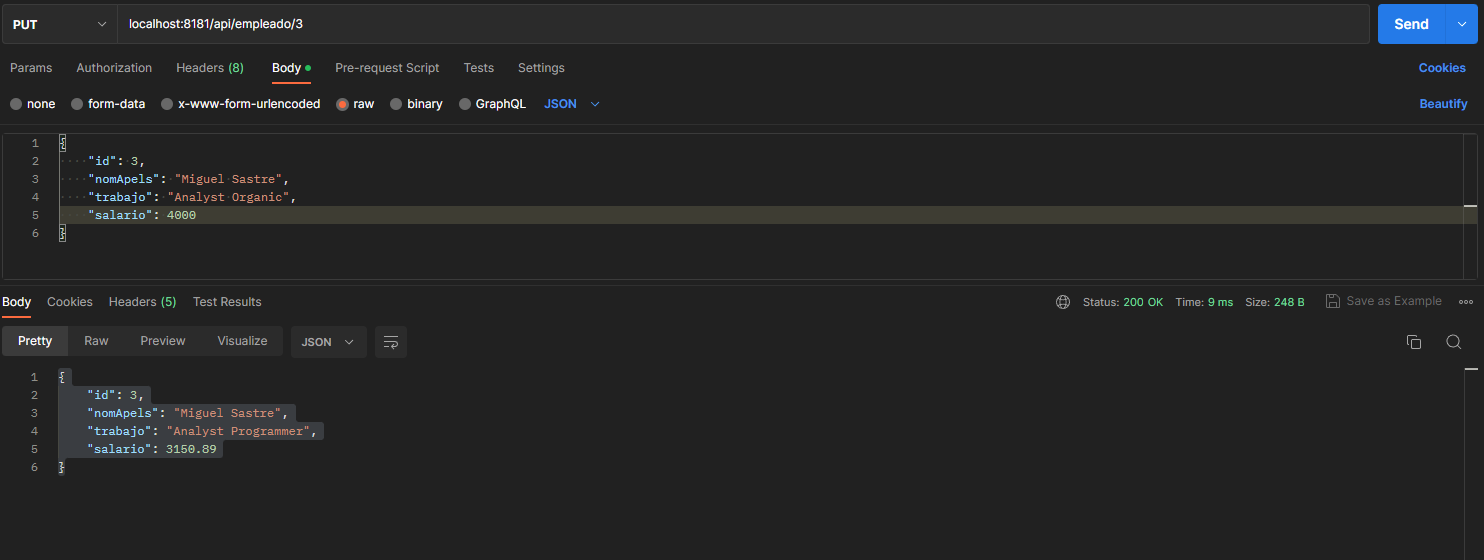 PUT localhost:8181/api/empleado/3 Send
Params Authorization Headers (8) Body Pre-request Script Tests Settings Cookies
none form-data x-www-form-urlencoded raw binary GraphQL JSON Beautify
1 {
2 "id": 3,
3 "nomApels": "Miguel Sastre",
4 "trabajo": "Analyst Organic",
5 "salario": 4000
6 }
Body Cookies Headers (5) Test Results Status: 200 OK Time: 9 ms Size: 248 B Save as Example
Pretty Raw Preview Visualize JSON
1 {
2 "id": 3,
3 "nomApels": "Miguel Sastre",
4 "trabajo": "Analyst Programmer",
5 "salario": 3150.89
6 }